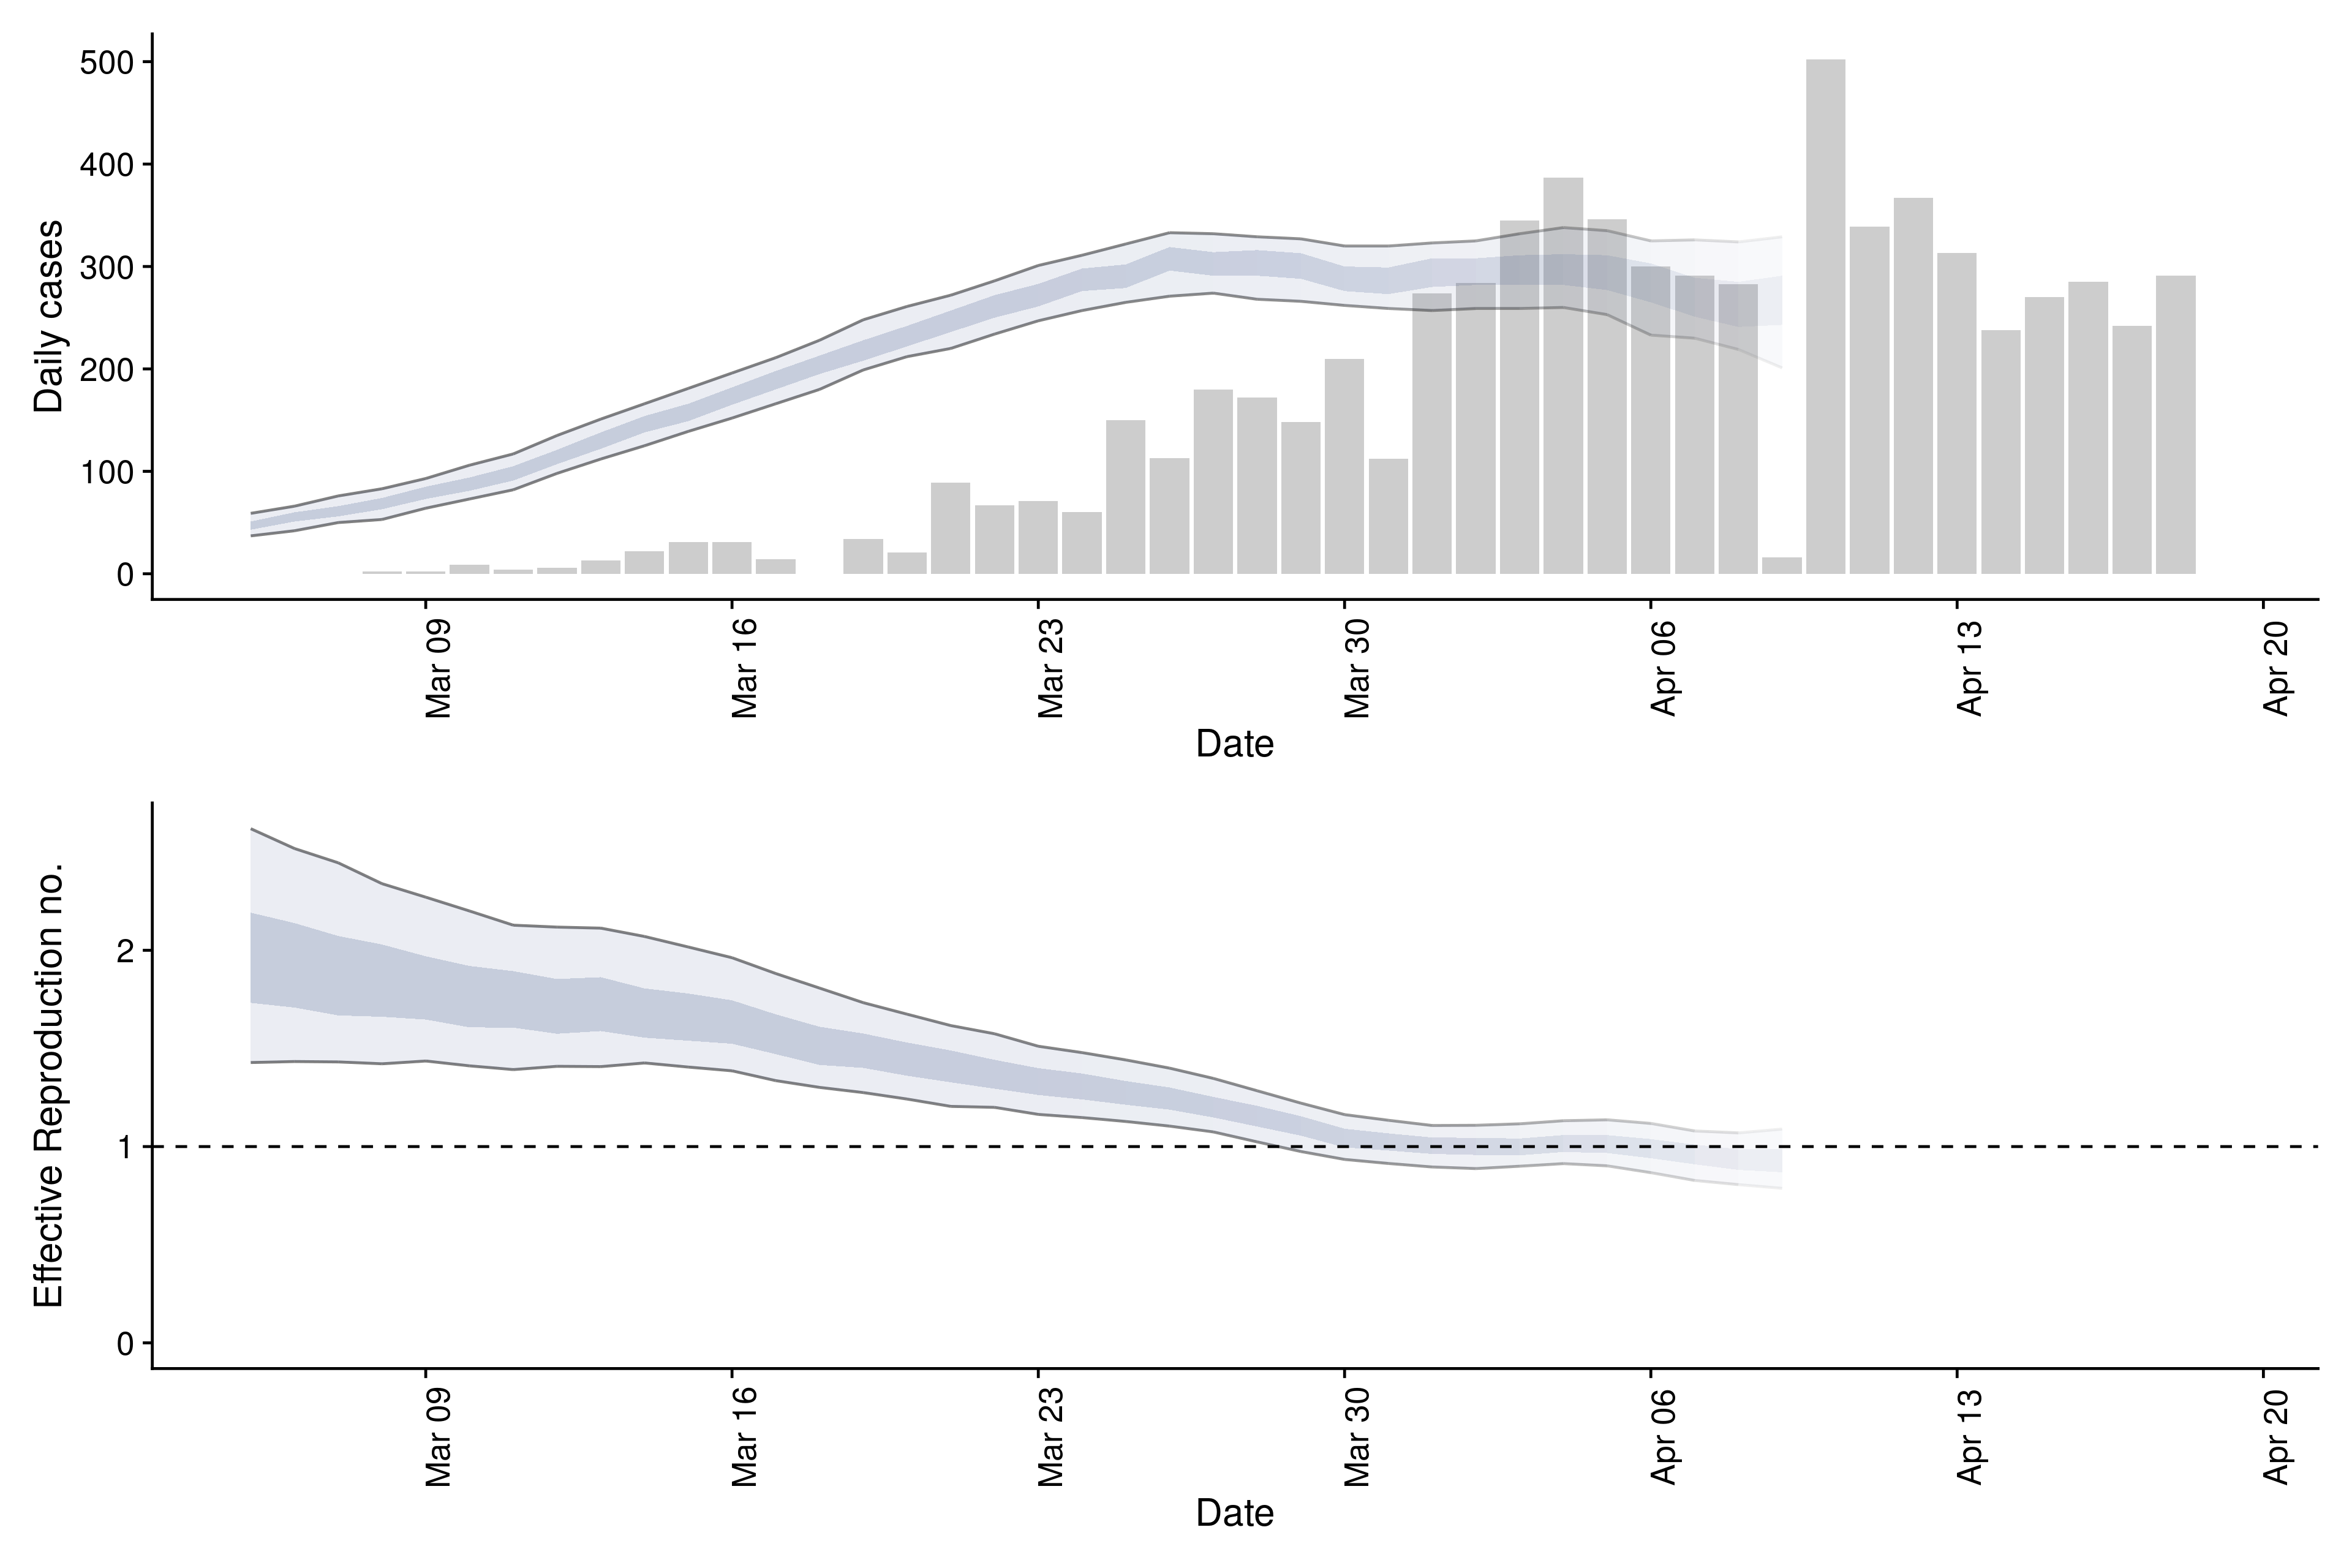 Daily cases
500
400
300
200
100
0
Mar 09
Mar 16
Mar 23
Mar 30
Apr 06
Apr 13
Apr 20
Date
Effective Reproduction no.
2
1
0
Mar 09
Mar 16
Mar 23
Mar 30
Apr 06
Apr 13
Apr 20
Date